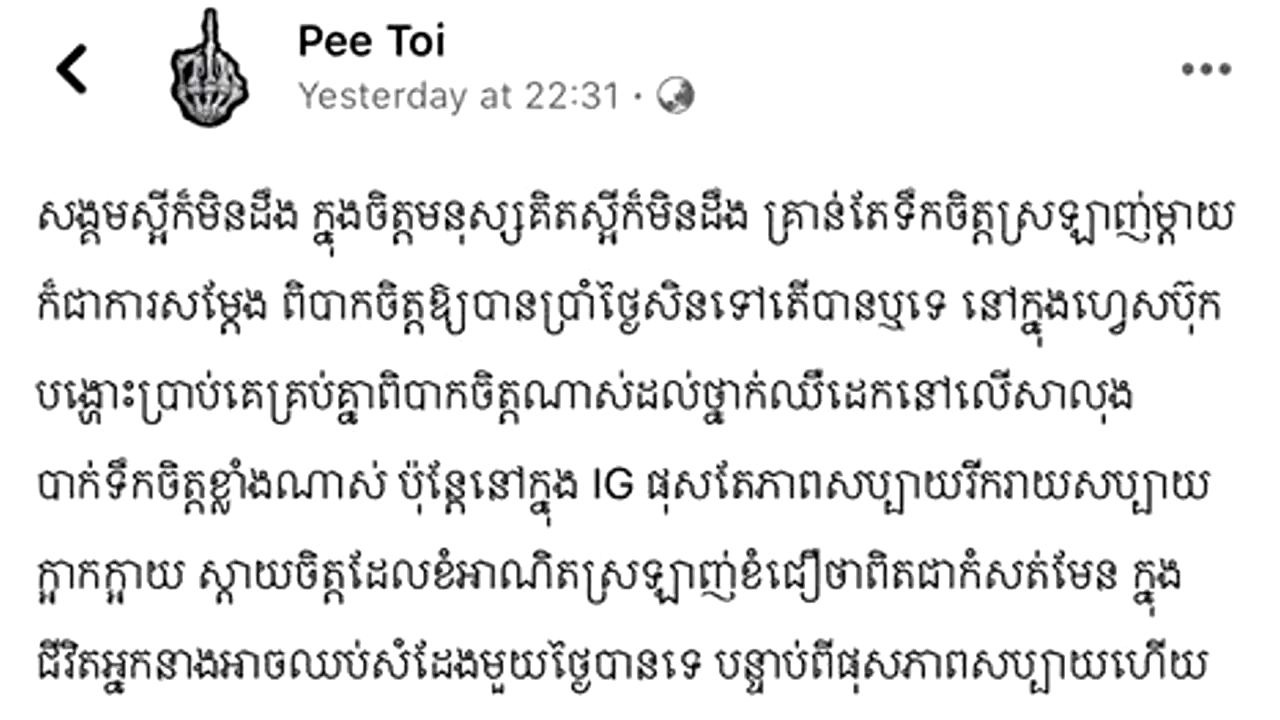 Pee Toi
Yesterday at 22:31 ·
សង្គមស្អីក៏មិនដឹង ក្នុងចិត្តមនុស្សគិតស្អីក៏មិនដឹង គ្រាន់តែទឹកចិត្តស្រឡាញ់ម្តាយ
ក៏ជាការសម្តែង ពិបាកចិត្តឱ្យបានប្រាំថ្ងៃសិនទៅតើបានឬទេ នៅក្នុងហ្វេសប៊ុក
បង្ហោះប្រាប់គេគ្រប់គ្នាពិបាកចិត្តណាស់ដល់ថ្នាក់ឈឺដេកនៅលើសាលុង
បាក់ទឹកចិត្តខ្លាំងណាស់ ប៉ុន្តែនៅក្នុង IG ផុសតែភាពសប្បាយរីករាយសប្បាយ
ក្អាកក្អាយ ស្តាយចិត្តដែលខំអាណិតស្រឡាញ់ខំជឿថាពិតជាកំសត់មែន ក្នុង
ជីវិតអ្នកនាងអាចឈប់សំដែងមួយថ្ងៃបានទេ បន្ទាប់ពីផុសភាពសប្បាយហើយ